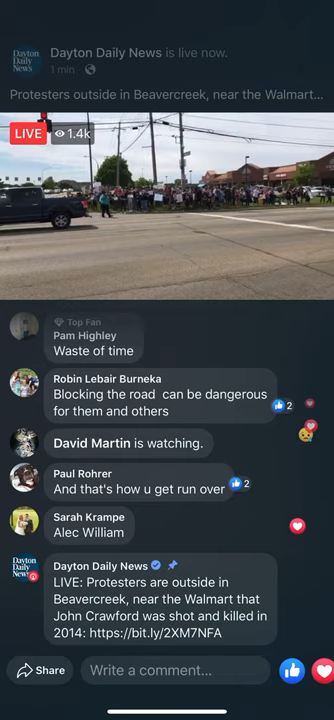 Dayton
Daily
News
Dayton Daily News is live now.
1 min ·
Protesters outside in Beavercreek, near the Walmart...
LIVE 1.4k
Top Fan
Pam Highley
Waste of time
Robin Lebair Burneka
Blocking the road can be dangerous
for them and others
2
David Martin is watching.
Paul Rohrer
And that's how u get run over
2
Sarah Krampe
Alec William
Dayton
Daily
News
Dayton Daily News
LIVE: Protesters are outside in
Beavercreek, near the Walmart that
John Crawford was shot and killed in
2014: https://bit.ly/2XM7NFA
Share
Write a comment...